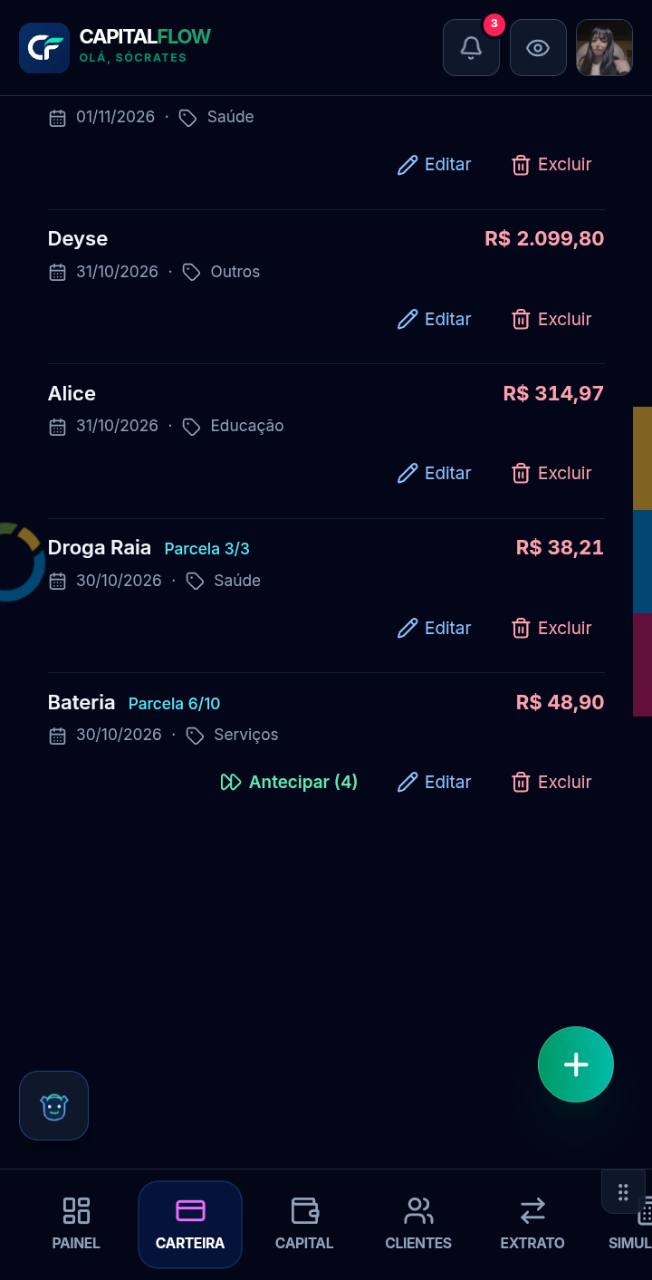 CAPITALFLOW
OLÁ, SÓCRATES
3
01/11/2026 · Saúde
Editar Excluir
Deyse R$ 2.099,80
31/10/2026 · Outros
Editar Excluir
Alice R$ 314,97
31/10/2026 · Educação
Editar Excluir
Droga Raia Parcela 3/3 R$ 38,21
30/10/2026 · Saúde
Editar Excluir
Bateria Parcela 6/10 R$ 48,90
30/10/2026 · Serviços
Antecipar (4) Editar Excluir
PAINEL CARTEIRA CAPITAL CLIENTES EXTRATO SIMUL